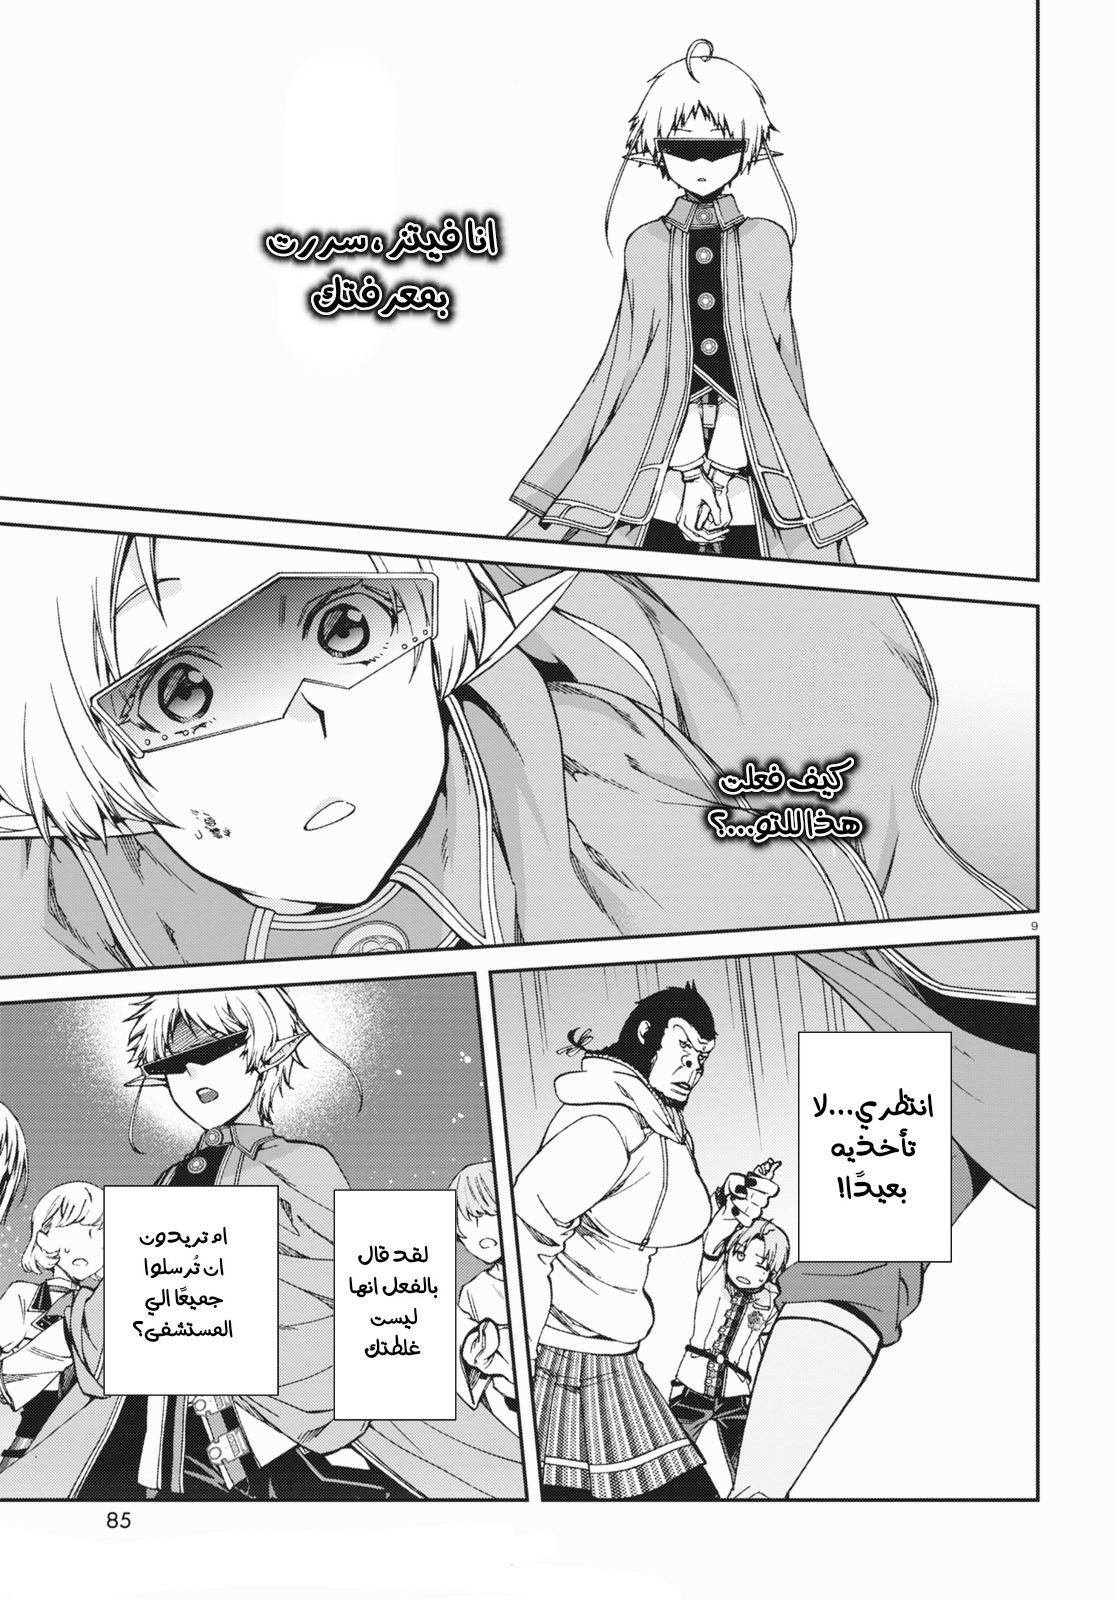 انا فيتز ، سررت
بمعرفتك
كيف فعلت
هذا للتو...؟
9
انتظري...لا
تأخذيه
بعيدًا!
لقد قال
بالفعل انها
ليست
غلطتك
ام تريدون
ان تُرسلوا
جميعًا الي
المستشفى؟
85